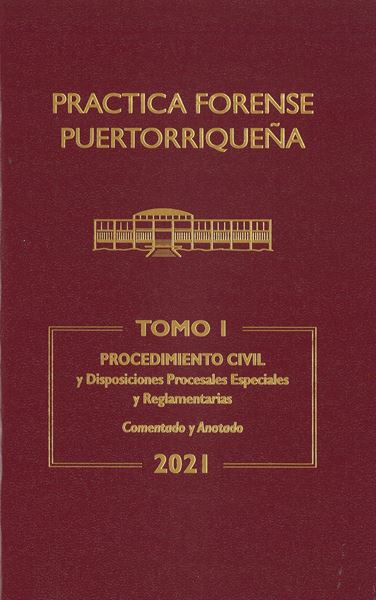 PRACTICA FORENSE
PUERTORRIQUEÑA
TOMO I
PROCEDIMIENTO CIVIL
y Disposiciones Procesales Especiales
y Reglamentarias
Comentado y Anotado
2021